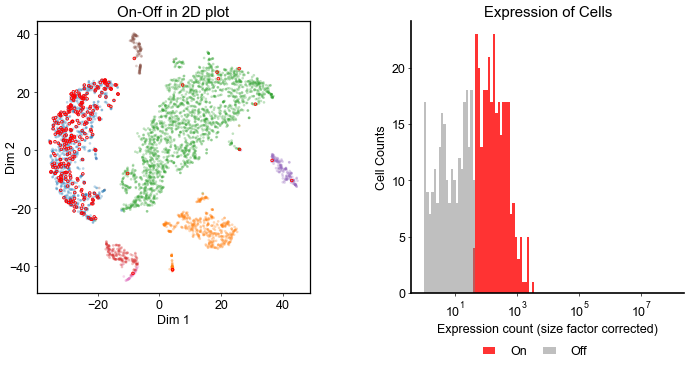 On-Off in 2D plot
Expression of Cells
40
20
0
−20
−40
Dim 2
−20 0 20 40
Dim 1
20
15
10
5
0
Cell Counts
10^1 10^3 10^5 10^7
Expression count (size factor corrected)
On Off